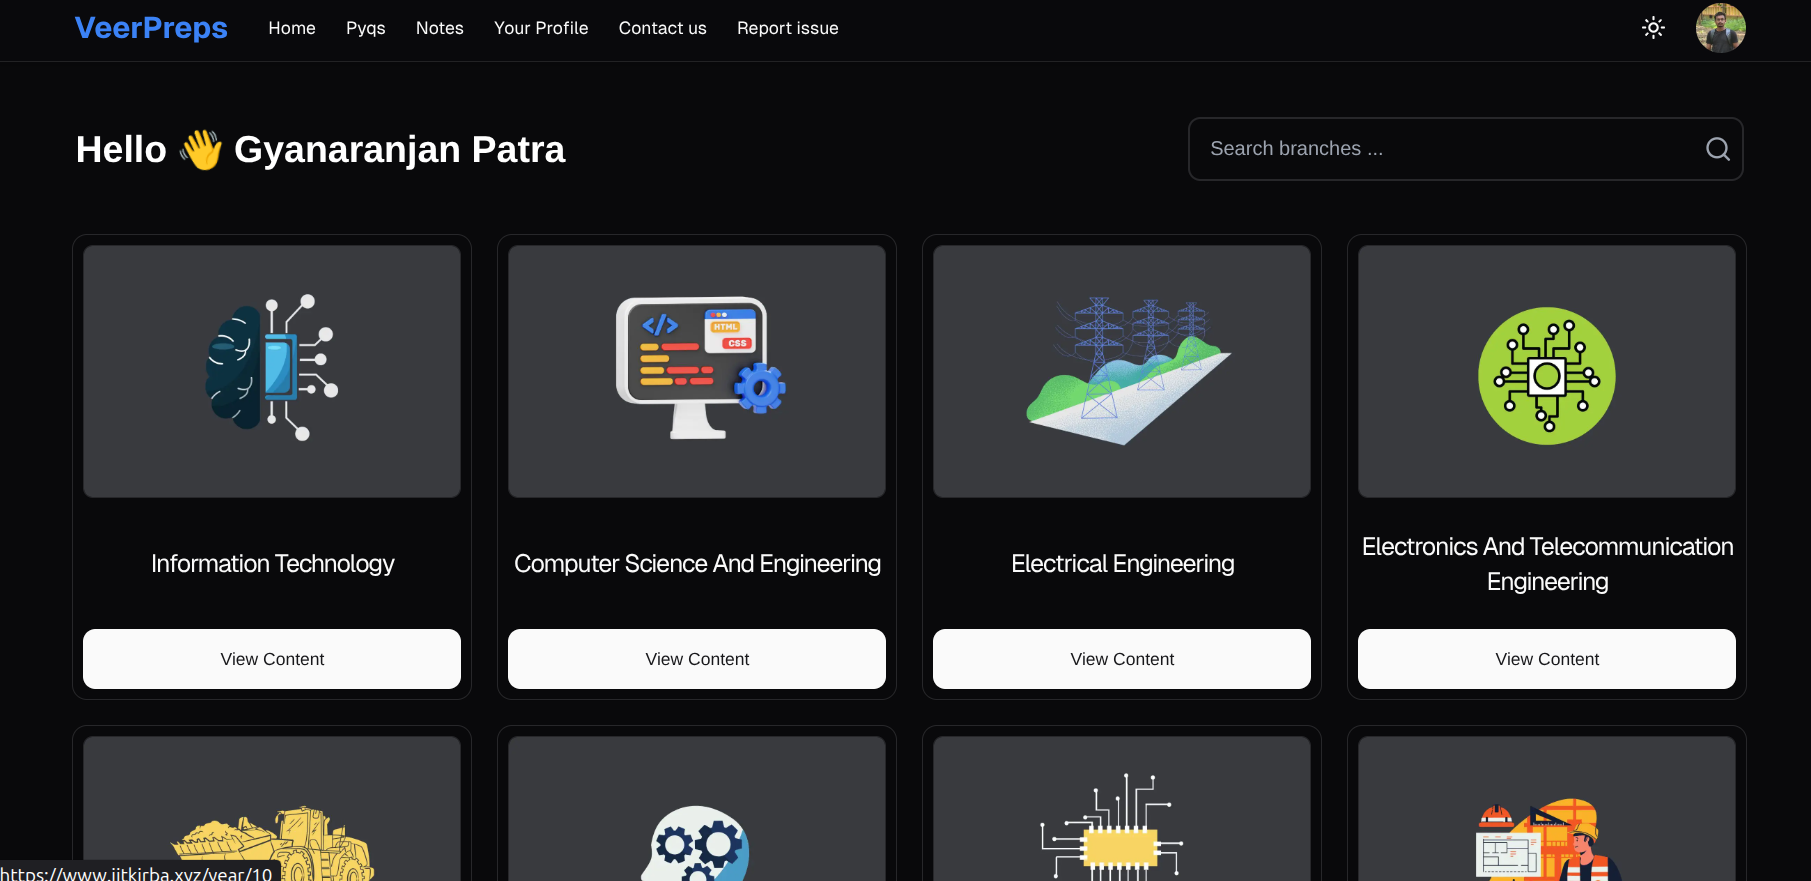 VeerPreps Home Pyqs Notes Your Profile Contact us Report issue
Hello 👋 Gyanaranjan Patra
Search branches ...
</>
HTML
CSS
Information Technology
Computer Science And Engineering
Electrical Engineering
Electronics And Telecommunication
Engineering
View Content
View Content
View Content
View Content
https://www.iitkirba.xyz/year/10